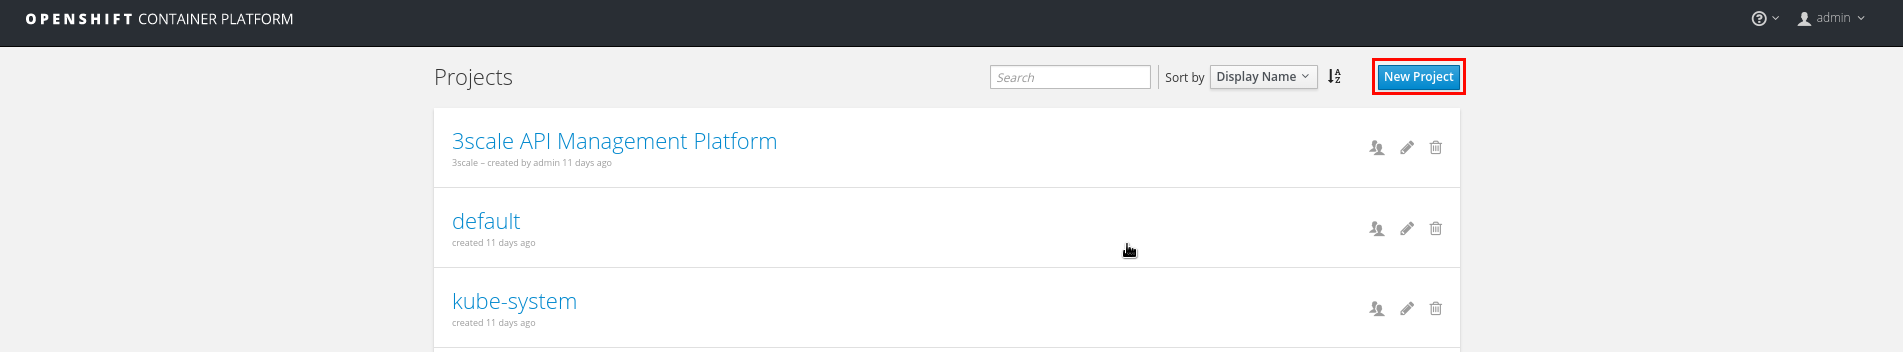 OPENSHIFT CONTAINER PLATFORM
admin
Projects
Search
Sort by
Display Name
New Project
3scale API Management Platform
3scale – created by admin 11 days ago
default
created 11 days ago
kube-system
created 11 days ago